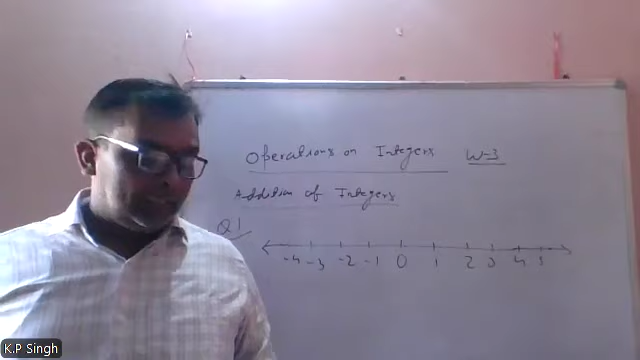 Operations on Integers W-3
Addition of Integers
Q1
-4 -3 -2 -1 0 1 2 3 4 5
K.P Singh